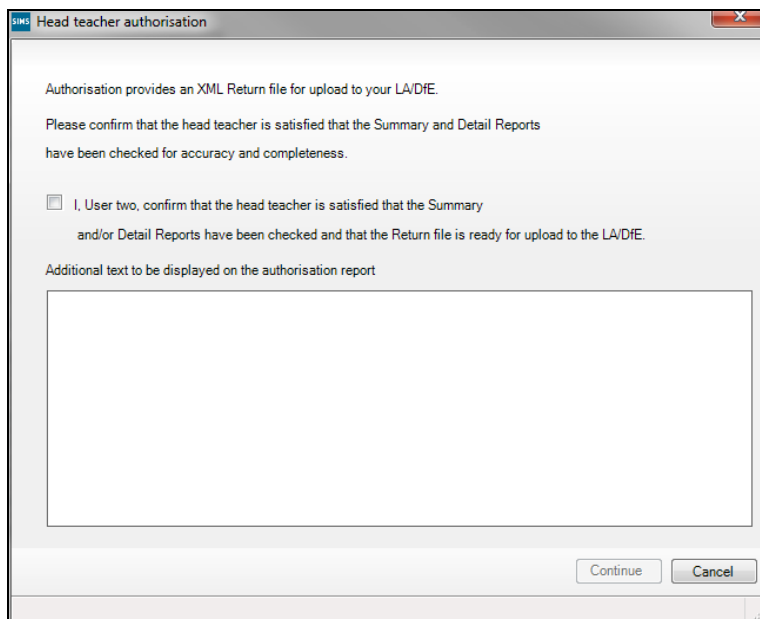 SIMS Head teacher authorisation
x
Authorisation provides an XML Return file for upload to your LA/DfE.
Please confirm that the head teacher is satisfied that the Summary and Detail Reports
have been checked for accuracy and completeness.
I, User two, confirm that the head teacher is satisfied that the Summary
and/or Detail Reports have been checked and that the Return file is ready for upload to the LA/DfE.
Additional text to be displayed on the authorisation report
Continue Cancel